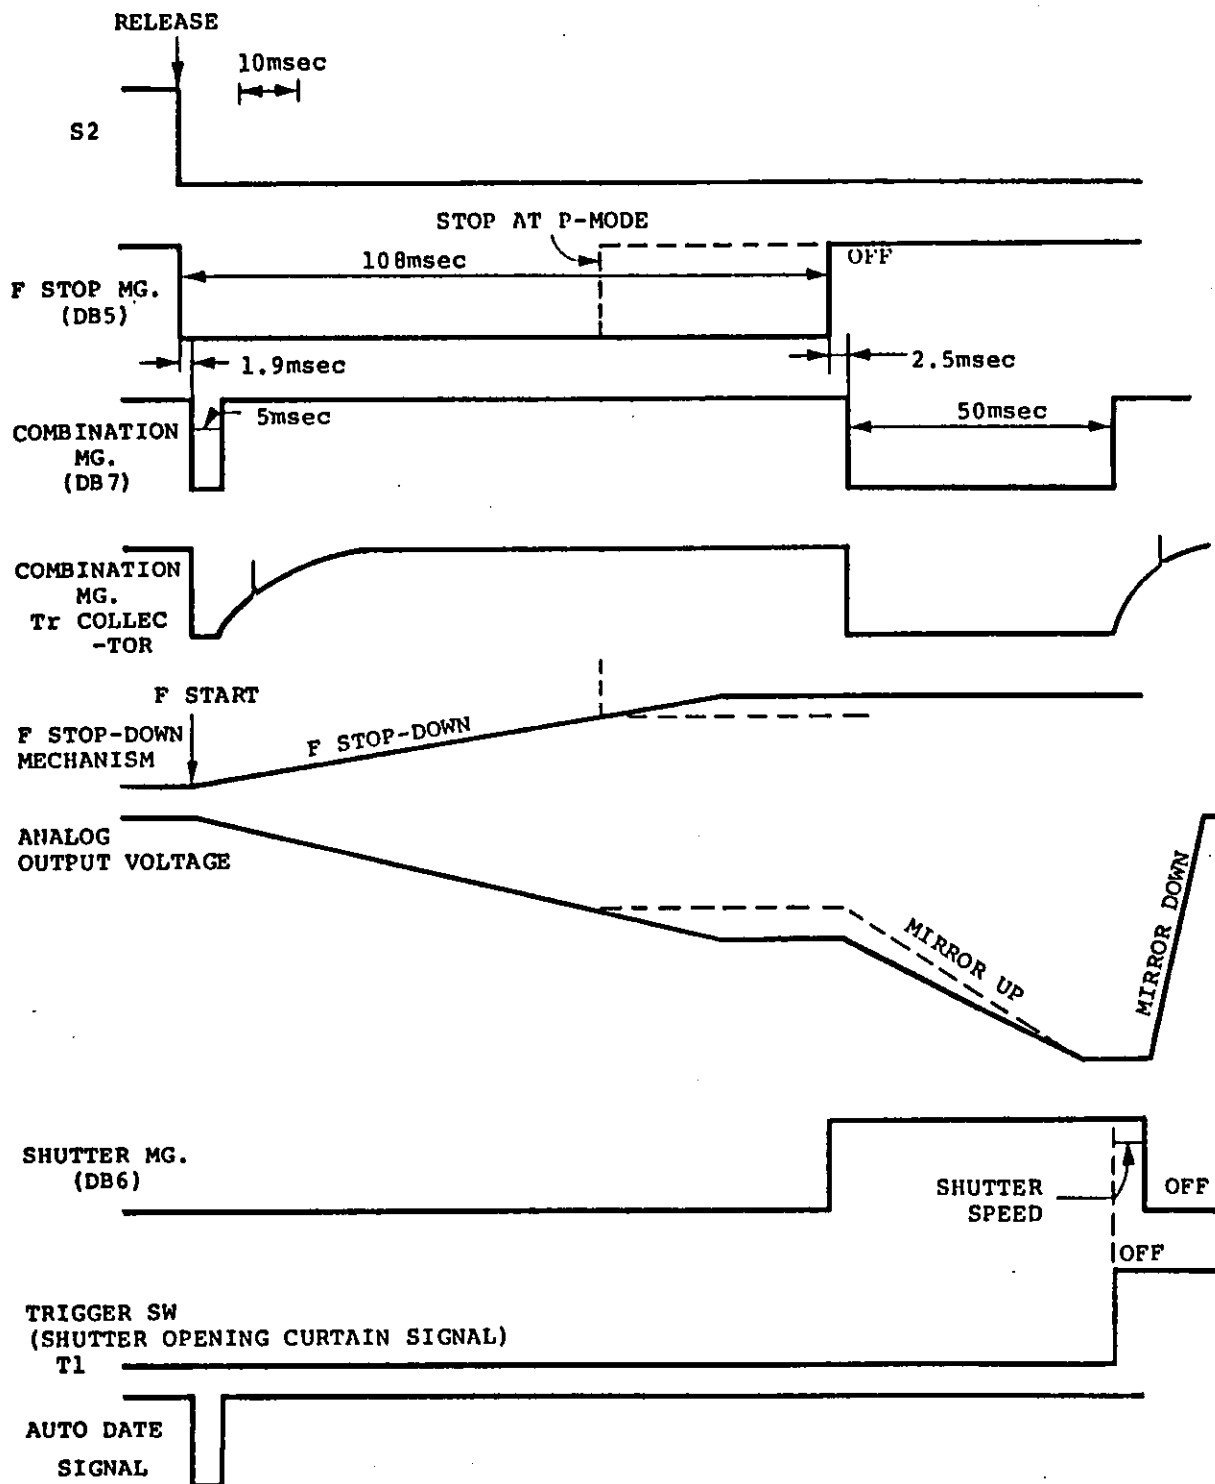 RELEASE
10msec
S2
STOP AT P-MODE
108msec
OFF
F STOP MG.
(DB5)
1.9msec
2.5msec
5msec
50msec
COMBINATION
MG.
(DB7)
COMBINATION
MG.
Tr COLLEC
-TOR
F START
F STOP-DOWN
MECHANISM
F STOP-DOWN
ANALOG
OUTPUT VOLTAGE
MIRROR UP
MIRROR DOWN
SHUTTER MG.
(DB6)
SHUTTER
SPEED
OFF
OFF
TRIGGER SW
(SHUTTER OPENING CURTAIN SIGNAL)
T1
AUTO DATE
SIGNAL